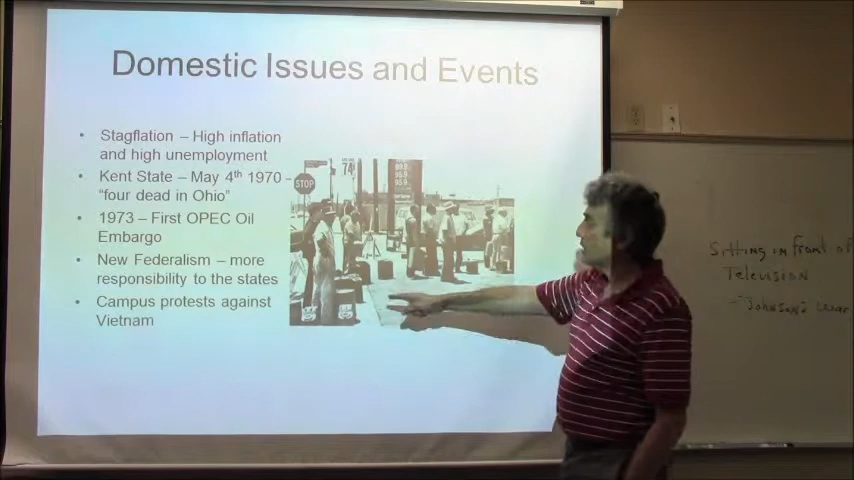 Domestic Issues and Events
• Stagflation – High inflation
and high unemployment
• Kent State – May 4th 1970 –
"four dead in Ohio"
• 1973 – First OPEC Oil
Embargo
• New Federalism – more
responsibility to the states
• Campus protests against
Vietnam
STOP
74
Sitting in front of
Television
- Johnson's